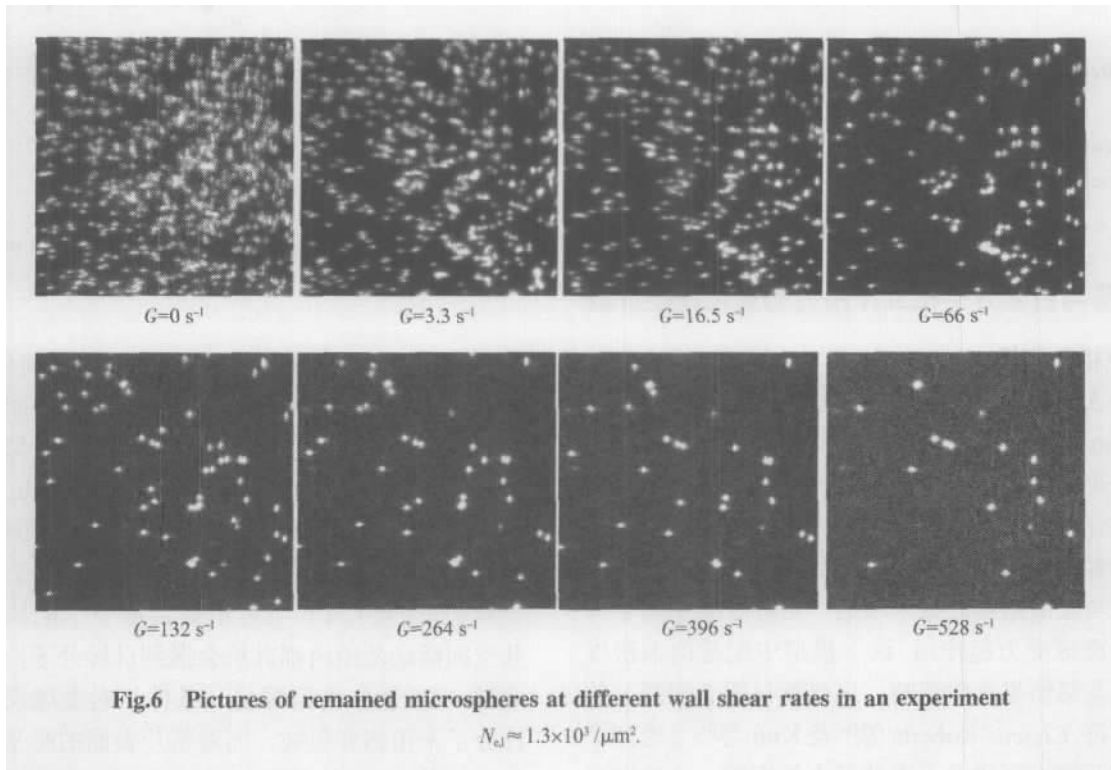 G=0 s⁻¹ G=3.3 s⁻¹ G=16.5 s⁻¹ G=66 s⁻¹
G=132 s⁻¹ G=264 s⁻¹ G=396 s⁻¹ G=528 s⁻¹
Fig.6 Pictures of remained microspheres at different wall shear rates in an experiment
Nel≈1.3×10³ /μm².